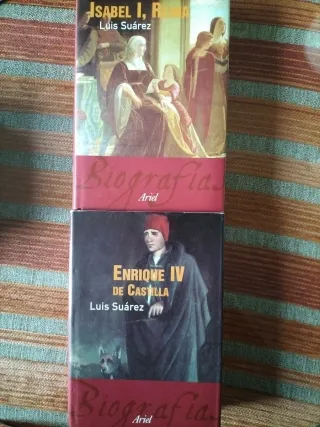 ISABEL I, REINA
Luis Suárez
Biografías
Ariel
ENRIQUE IV
DE CASTILLA
Luis Suárez
Biografías
Ariel